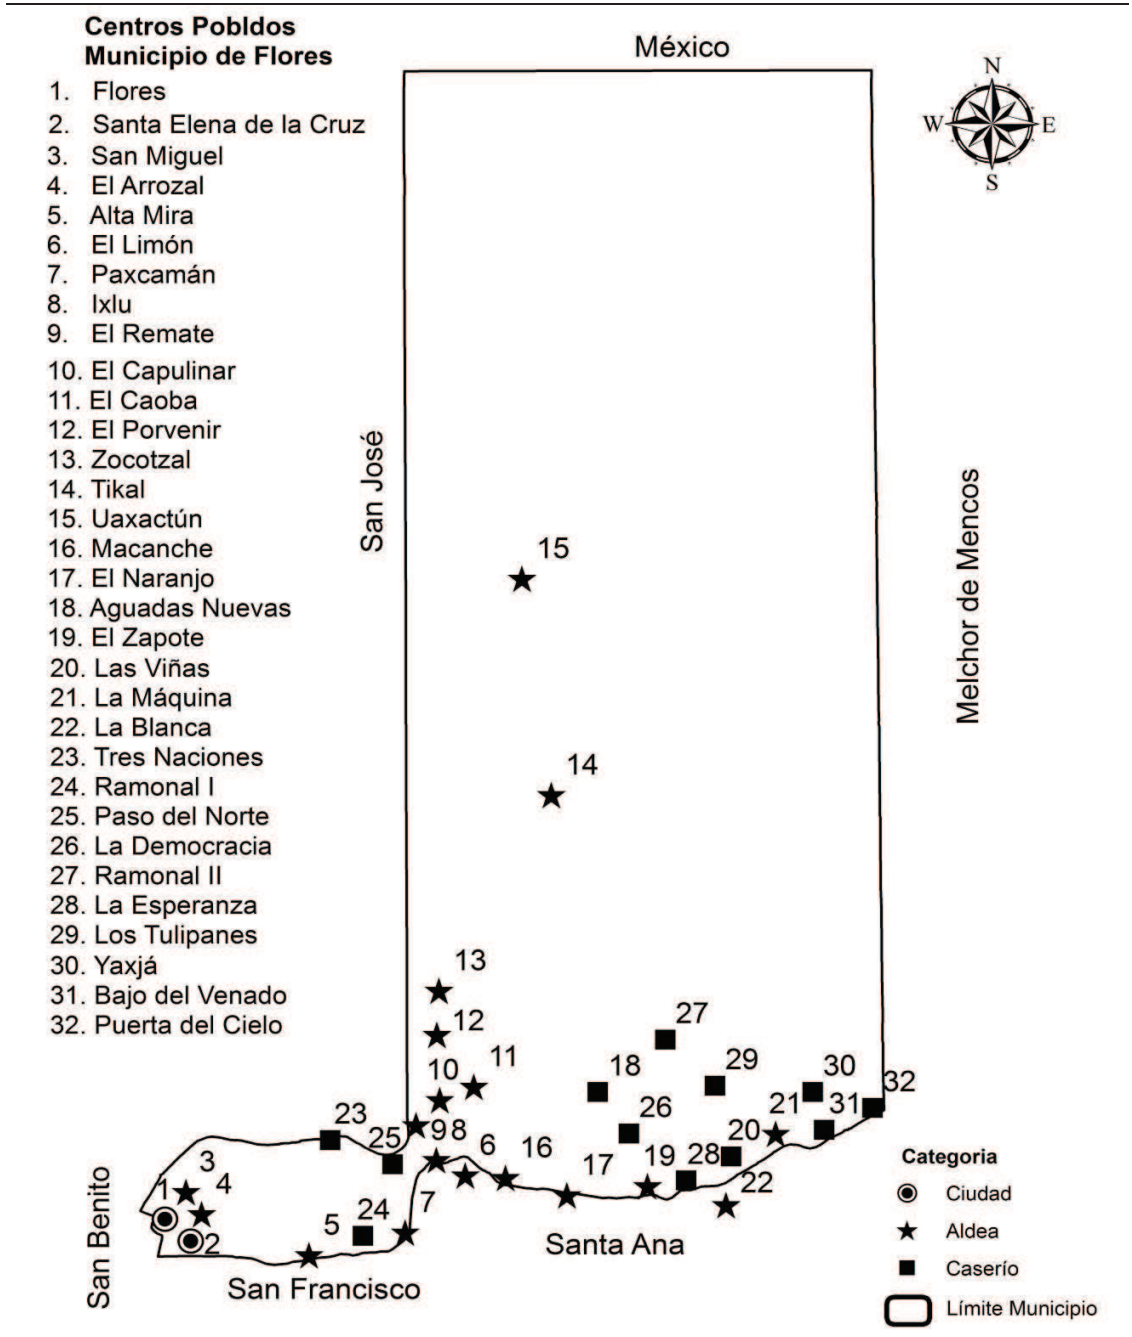 Centros Pobldos
Municipio de Flores
1. Flores
2. Santa Elena de la Cruz
3. San Miguel
4. El Arrozal
5. Alta Mira
6. El Limón
7. Paxcamán
8. Ixlu
9. El Remate
10. El Capulinar
11. El Caoba
12. El Porvenir
13. Zocotzal
14. Tikal
15. Uaxactún
16. Macanche
17. El Naranjo
18. Aguadas Nuevas
19. El Zapote
20. Las Viñas
21. La Máquina
22. La Blanca
23. Tres Naciones
24. Ramonal I
25. Paso del Norte
26. La Democracia
27. Ramonal II
28. La Esperanza
29. Los Tulipanes
30. Yaxjá
31. Bajo del Venado
32. Puerta del Cielo
México
N
W E
S
San José
Melchor de Mencos
15
14
13
12
27
11
10
18
29
30
32
23
9 8
26
21
31
25
6
16
20
3
1
4
17
19
28
22
7
5
24
2
San Benito
San Francisco
Santa Ana
Categoria
Ciudad
Aldea
Caserío
Límite Municipio